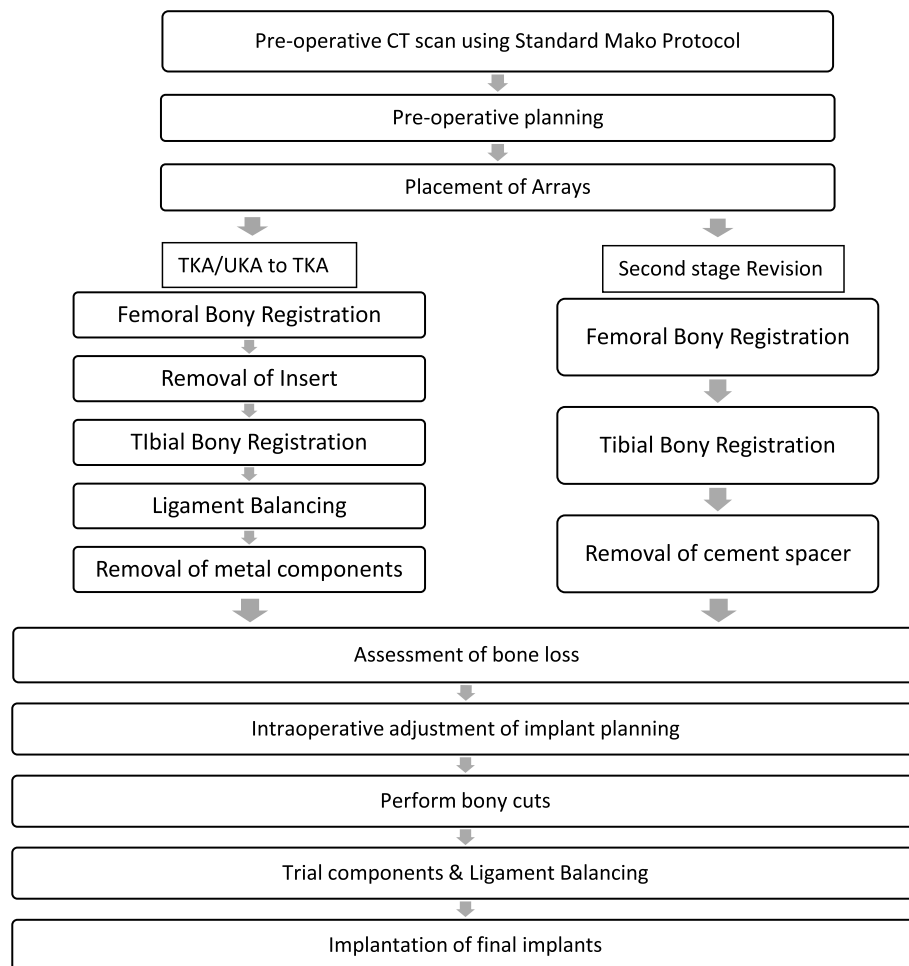 Pre-operative CT scan using Standard Mako Protocol
Pre-operative planning
Placement of Arrays
TKA/UKA to TKA
Femoral Bony Registration
Removal of Insert
TIbial Bony Registration
Ligament Balancing
Removal of metal components
Second stage Revision
Femoral Bony Registration
Tibial Bony Registration
Removal of cement spacer
Assessment of bone loss
Intraoperative adjustment of implant planning
Perform bony cuts
Trial components & Ligament Balancing
Implantation of final implants